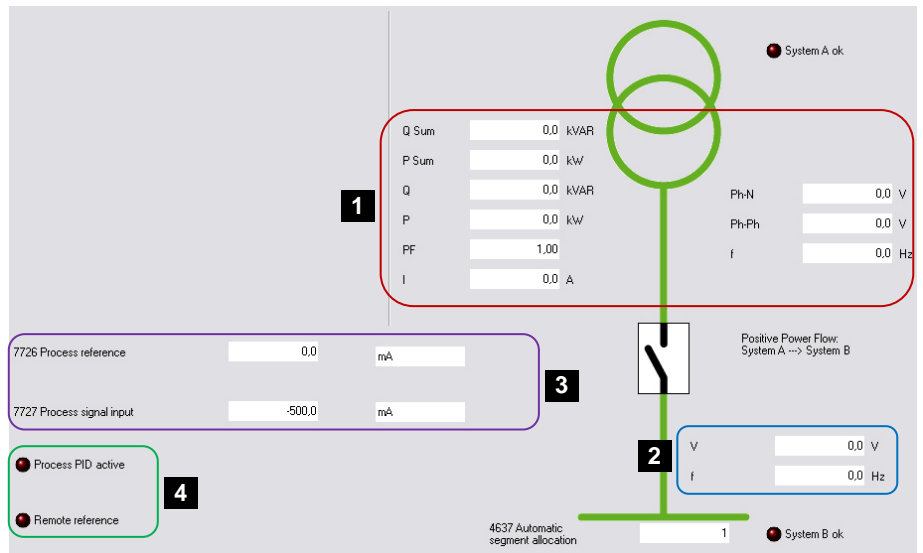 System A ok
Q Sum 0,0 kVAR
P Sum 0,0 kW
1
Q 0,0 kVAR
Ph-N 0,0 V
P 0,0 kW
Ph-Ph 0,0 V
PF 1,00
f 0,0 Hz
I 0,0 A
7726 Process reference 0,0 mA
Positive Power Flow:
System A ---> System B
3
7727 Process signal input -500,0 mA
2
V 0,0 V
f 0,0 Hz
Process PID active
4
Remote reference
4637 Automatic
segment allocation
1
System B ok